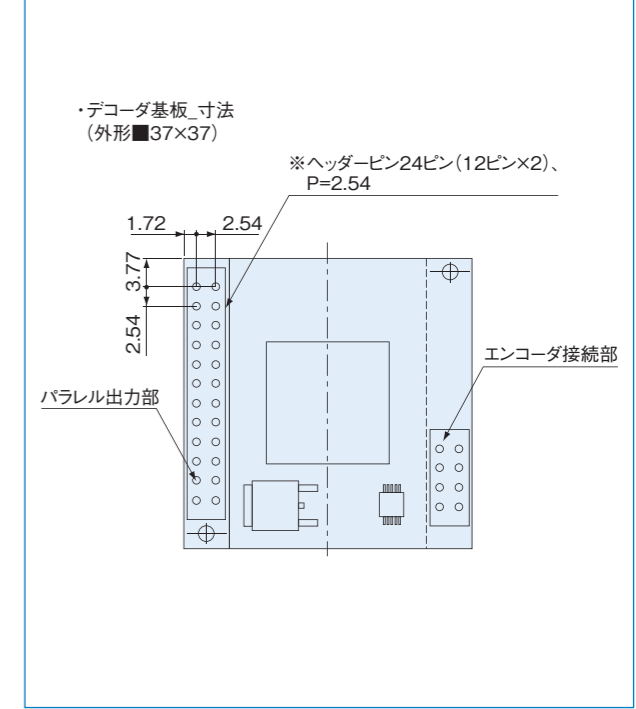 ・デコーダ基板_寸法
（外形■37×37）
※ヘッダーピン24ピン（12ピン×2）、
P=2.54
1.72
2.54
3.77
2.54
エンコーダ接続部
パラレル出力部